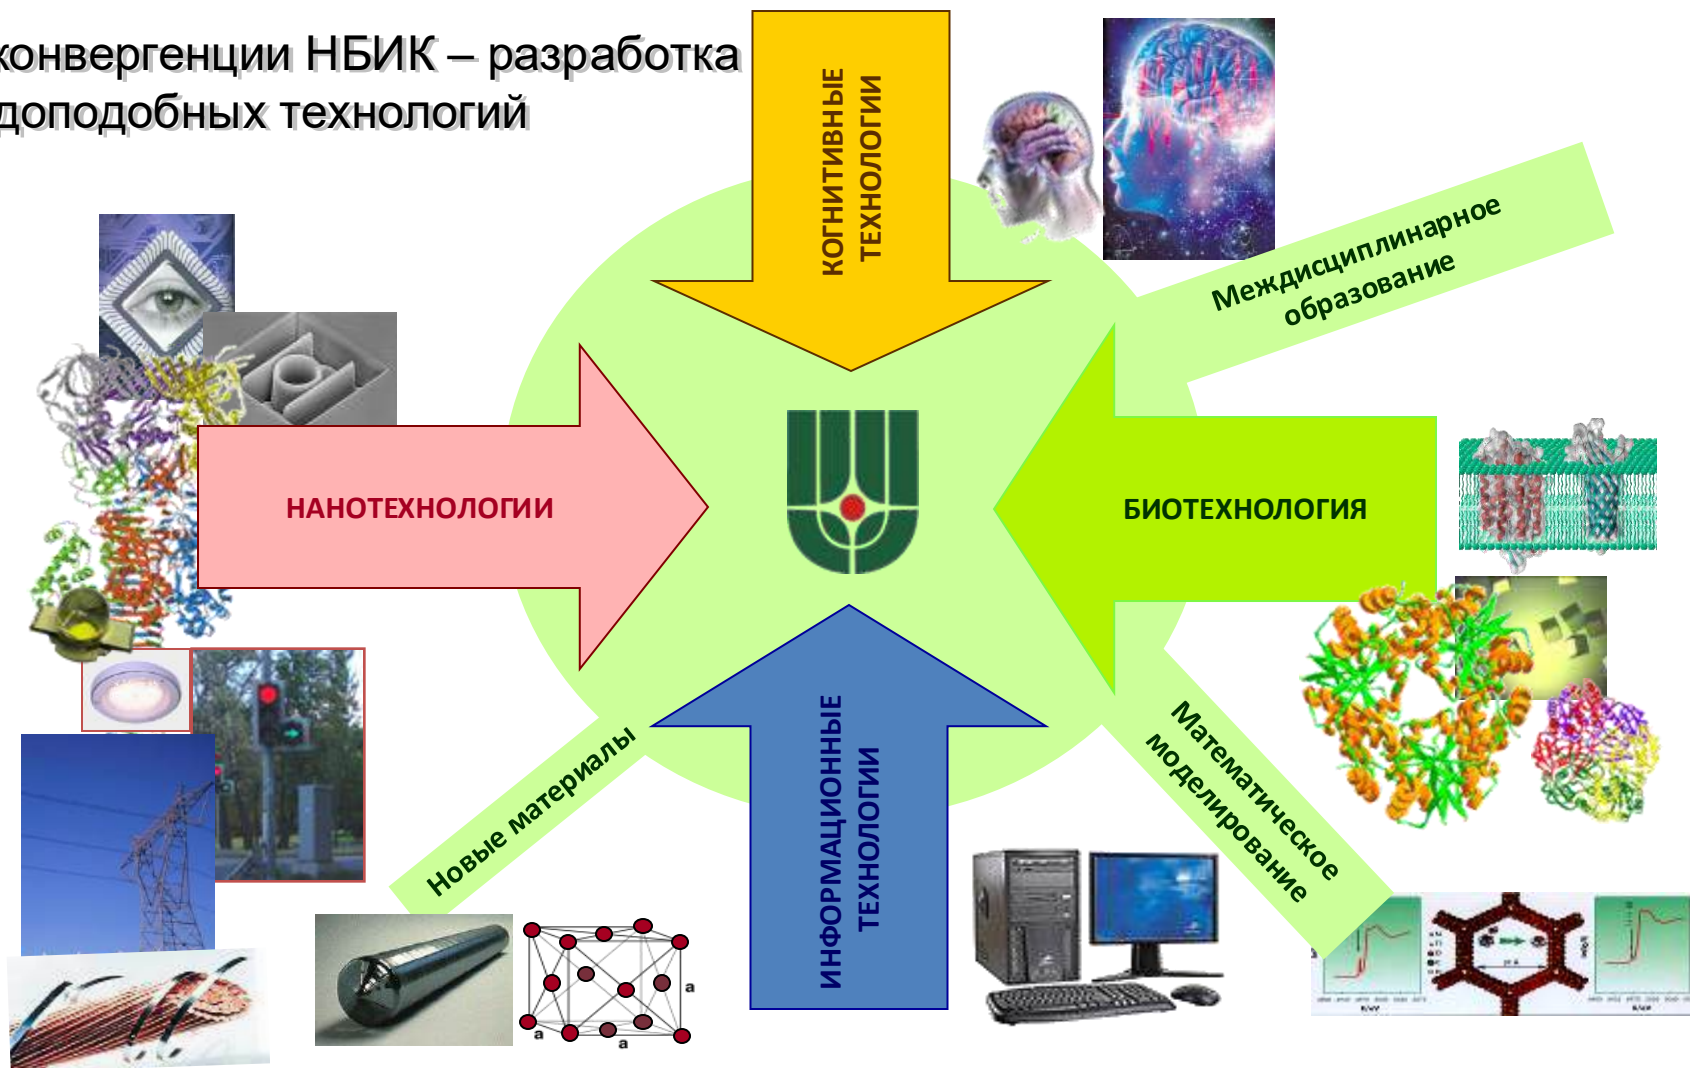 конвергенции НБИК – разработка
доподобных технологий
КОГНИТИВНЫЕ
ТЕХНОЛОГИИ
Междисциплинарное
образование
НАНОТЕХНОЛОГИИ
БИОТЕХНОЛОГИЯ
Новые материалы
ИНФОРМАЦИОННЫЕ
ТЕХНОЛОГИИ
Математическое
моделирование
a
a
a